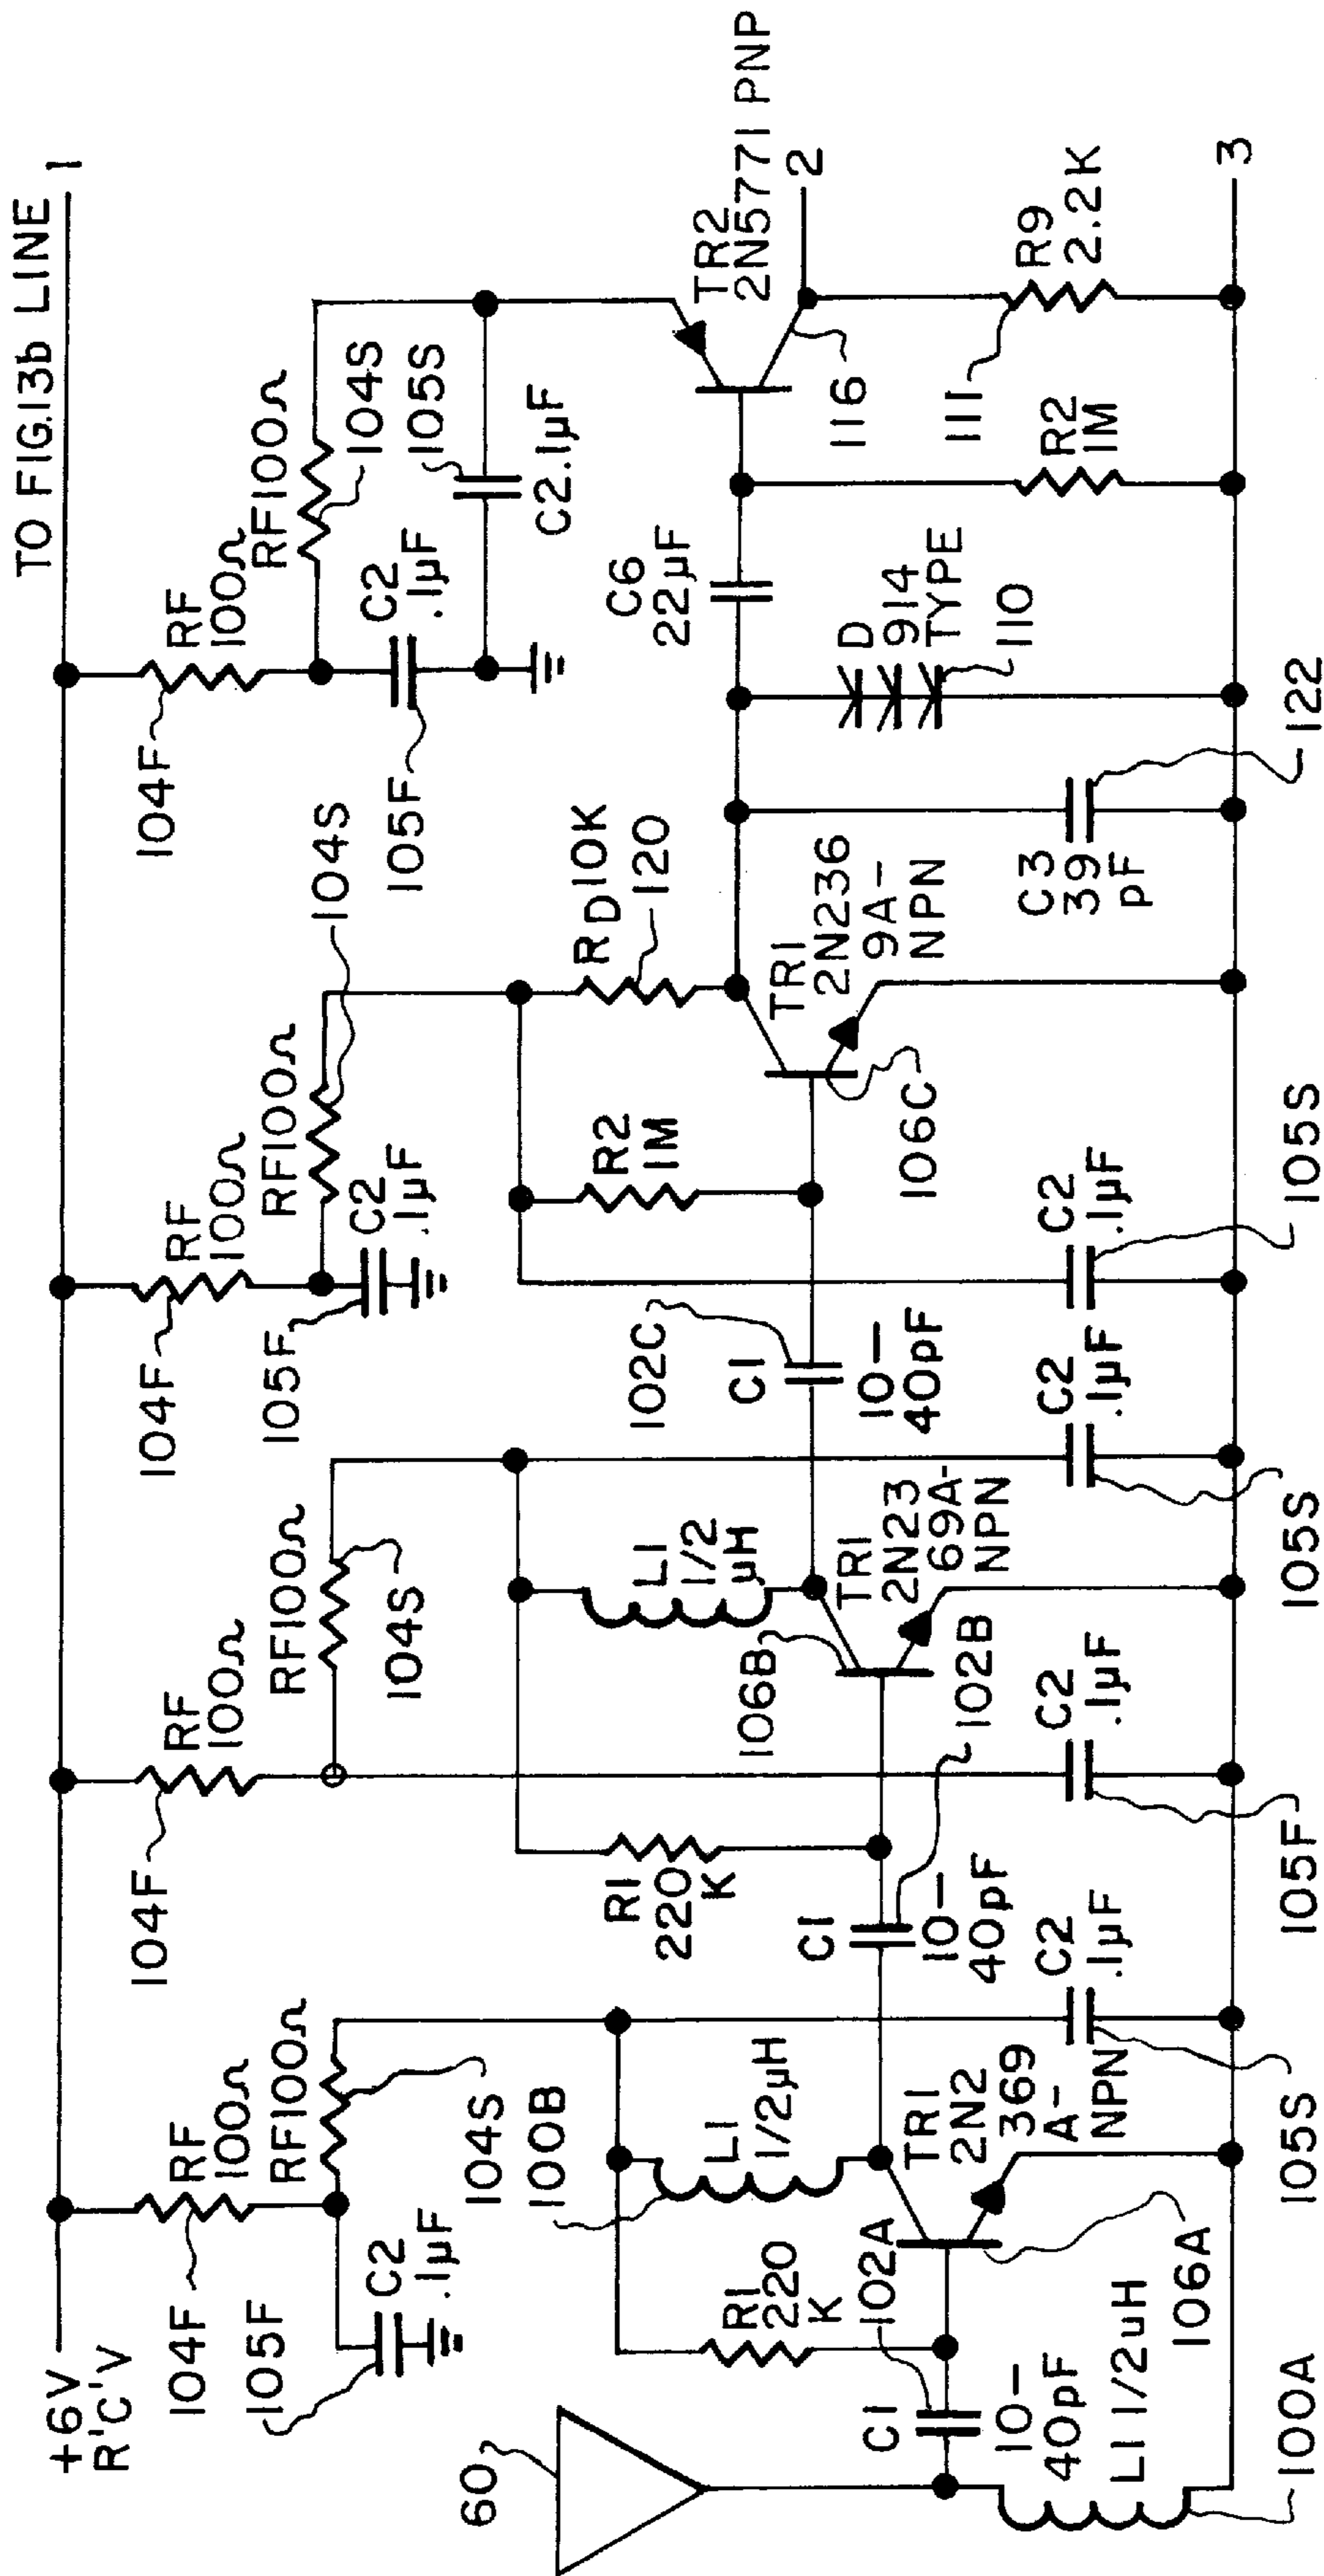 TO FIG.13b LINE
1
+6V
R'C'V
104F
RF
100Ω
RF100Ω
104S
105F
C2
.1µF
100B
L1
1/2µH
R1
220
K
102A
C1
10-
40pF
L1 1/2uH
100A
60
TR1
2N2
369
A-
NPN
106A
C2
.1µF
105S
104F
RF
100Ω
RF100Ω
104S
R1
220
K
C1
10-
40pF
102B
L1
1/2
µH
106B
TR1
2N23
69A-
NPN
C2
.1µF
105F
C2
.1µF
105S
104F
RF
100Ω
RF100Ω
104S
105F
C2
.1µF
102C
C1
10-
40pF
R2
1M
RD 10K
120
TR1
2N236
9A-
NPN
106C
C2
.1µF
105S
C3
39
pF
122
104F
RF
100Ω
RF100Ω
104S
105F
C2
.1µF
105S
C2.1µF
C6
22µF
D
914
TYPE
110
TR2
2N5771 PNP
116
2
R2
1M
111
R9
2.2K
3